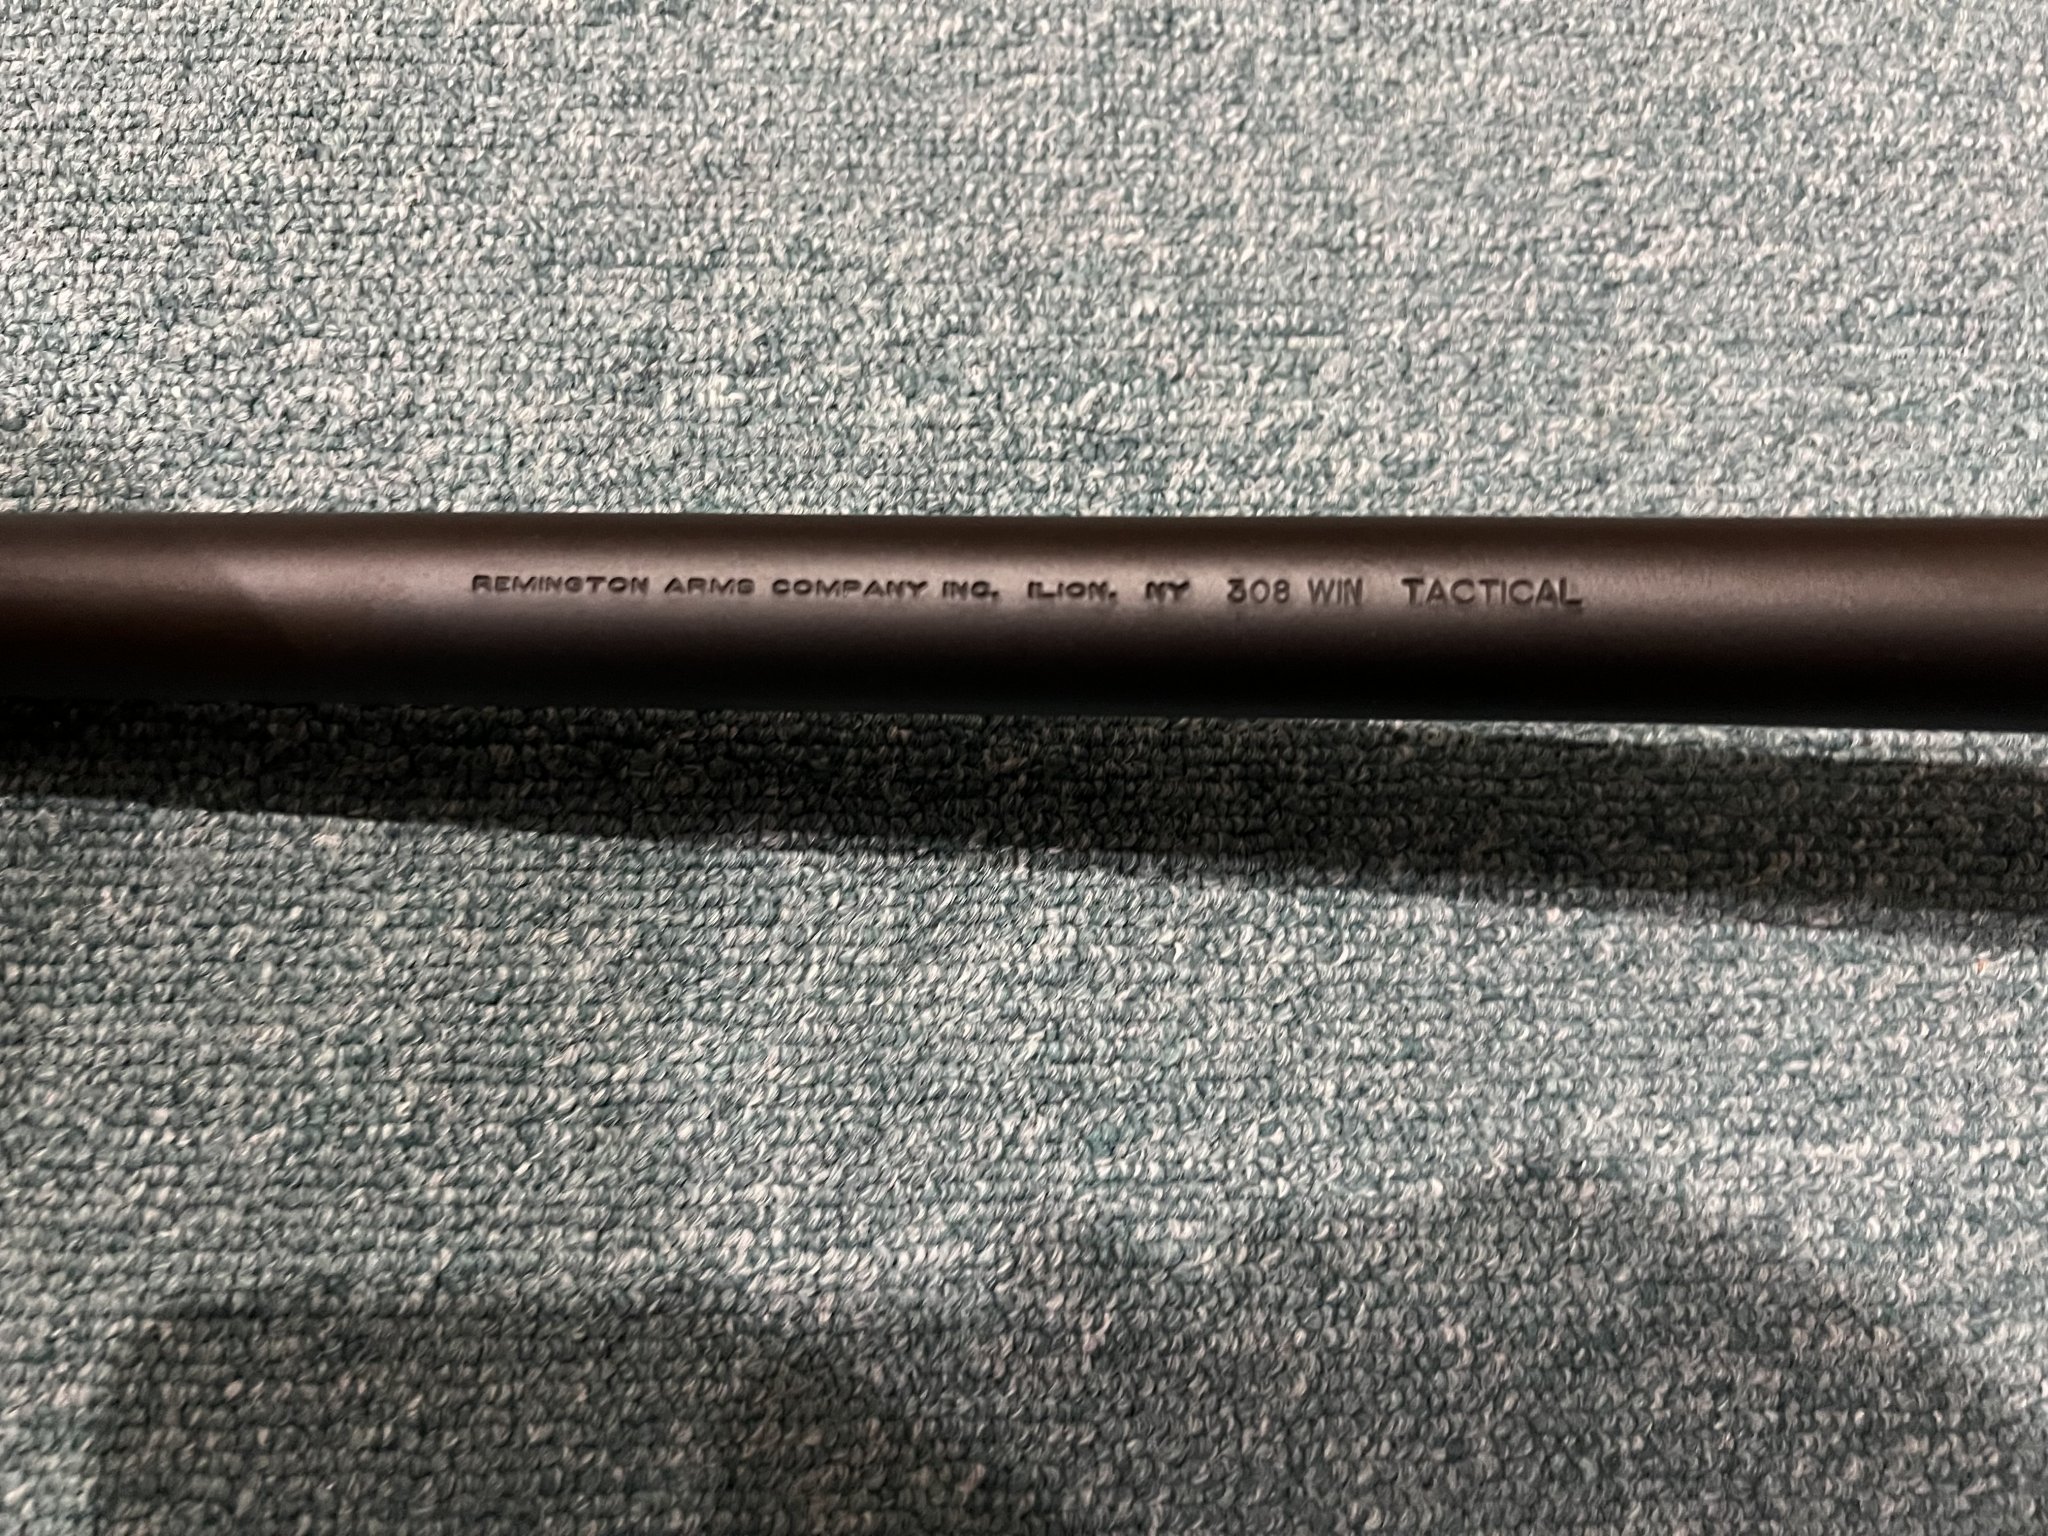 REMINGTON ARMS COMPANY INC. ILION. NY 308 WIN TACTICAL